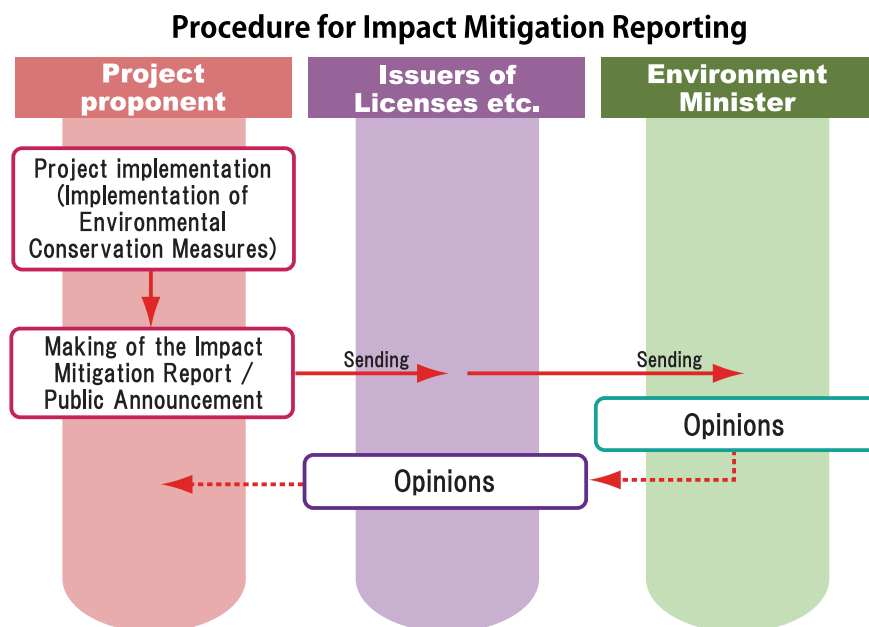 Procedure for Impact Mitigation Reporting
Project
proponent
Issuers of
Licenses etc.
Environment
Minister
Project implementation
(Implementation of
Environmental
Conservation Measures)
Making of the Impact
Mitigation Report /
Public Announcement
Sending
Sending
Opinions
Opinions